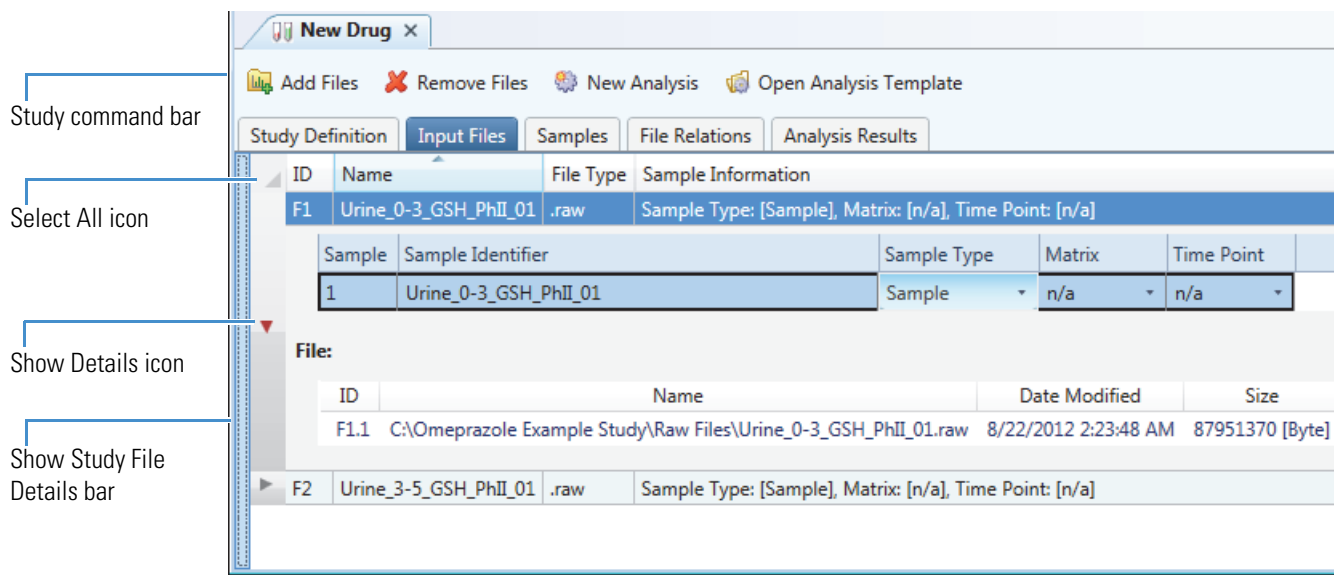 New Drug ×
Add Files Remove Files New Analysis Open Analysis Template
Study command bar
Study Definition Input Files Samples File Relations Analysis Results
ID Name File Type Sample Information
Select All icon
F1 Urine_0-3_GSH_PhII_01 .raw Sample Type: [Sample], Matrix: [n/a], Time Point: [n/a]
Sample Sample Identifier Sample Type Matrix Time Point
1 Urine_0-3_GSH_PhII_01 Sample n/a n/a
Show Details icon
File:
ID Name Date Modified Size
F1.1 C:\Omeprazole Example Study\Raw Files\Urine_0-3_GSH_PhII_01.raw 8/22/2012 2:23:48 AM 87951370 [Byte]
Show Study File
Details bar
F2 Urine_3-5_GSH_PhII_01 .raw Sample Type: [Sample], Matrix: [n/a], Time Point: [n/a]